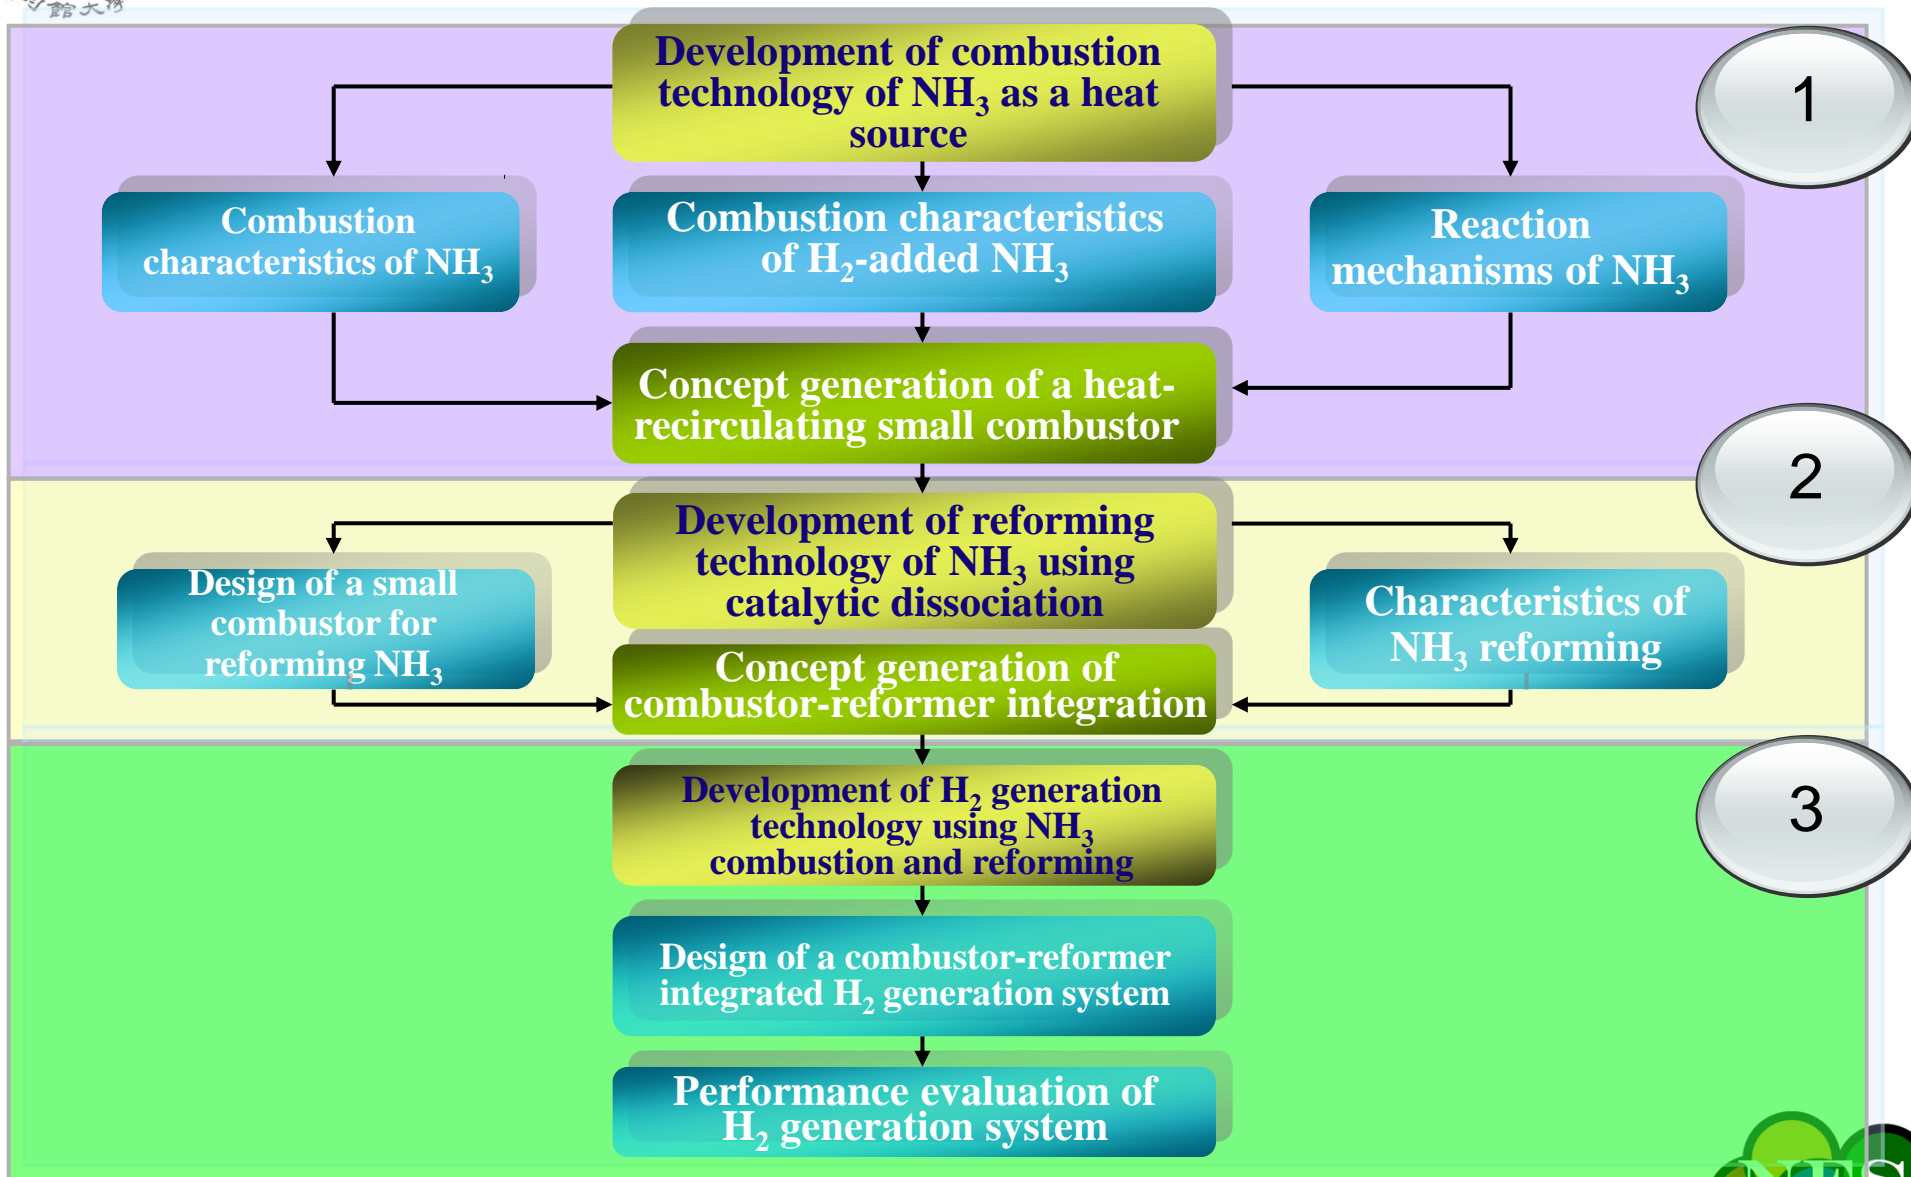 館大
Development of combustion
technology of NH₃ as a heat
source
1
Combustion
characteristics of NH₃
Combustion characteristics
of H₂-added NH₃
Reaction
mechanisms of NH₃
Concept generation of a heat-
recirculating small combustor
2
Development of reforming
technology of NH₃ using
catalytic dissociation
Design of a small
combustor for
reforming NH₃
Characteristics of
NH₃ reforming
Concept generation of
combustor-reformer integration
3
Development of H₂ generation
technology using NH₃
combustion and reforming
Design of a combustor-reformer
integrated H₂ generation system
Performance evaluation of
H₂ generation system